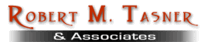 Robert M. Tasner
& Associates